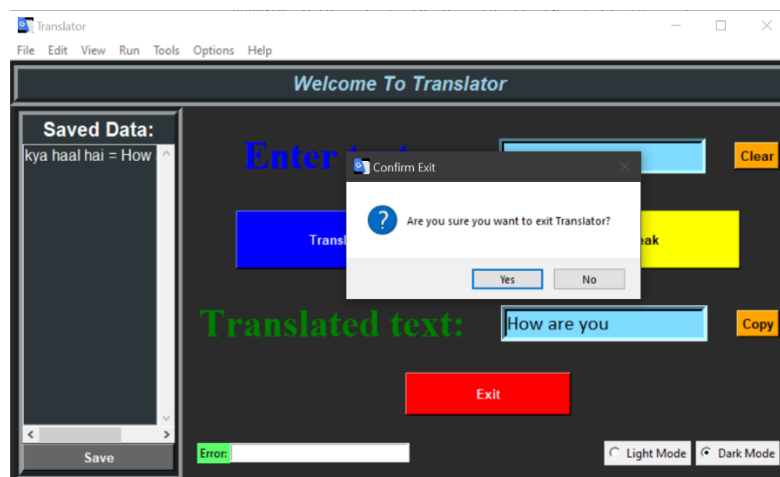 Translator
File Edit View Run Tools Options Help
Welcome To Translator
Saved Data:
kya haal hai = How
Enter
Clear
Confirm Exit
Are you sure you want to exit Translator?
Yes No
Translated text:
How are you
Copy
Exit
Save
Error:
Light Mode Dark Mode